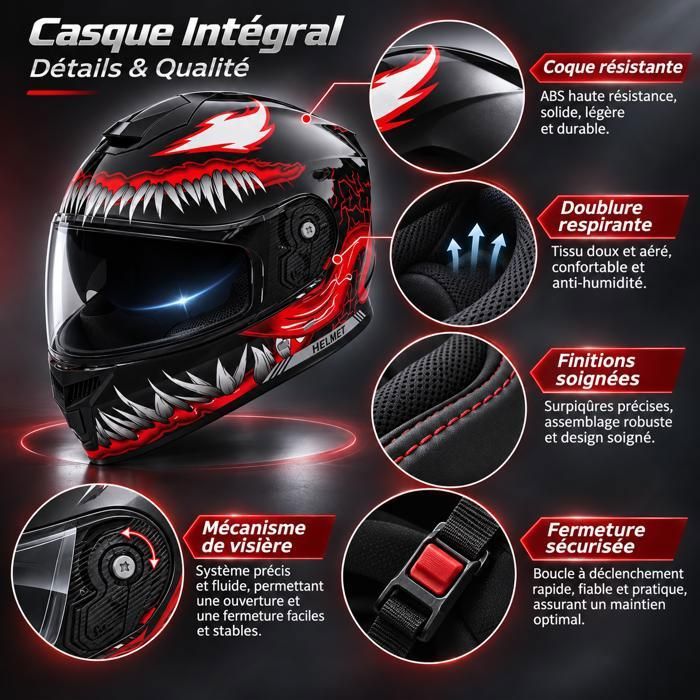 Casque Intégral
Détails & Qualité
Coque résistante
ABS haute résistance,
solide, légère
et durable.
Doublure
respirante
Tissu doux et aéré,
confortable et
anti-humidité.
HELMET
Finitions
soignées
Surpiqûres précises,
assemblage robuste
et design soigné.
Mécanisme
de visière
Système précis
et fluide, permettant
une ouverture et
une fermeture faciles
et stables.
Fermeture
sécurisée
Boucle à déclenchement
rapide, fiable et pratique,
assurant un maintien
optimal.